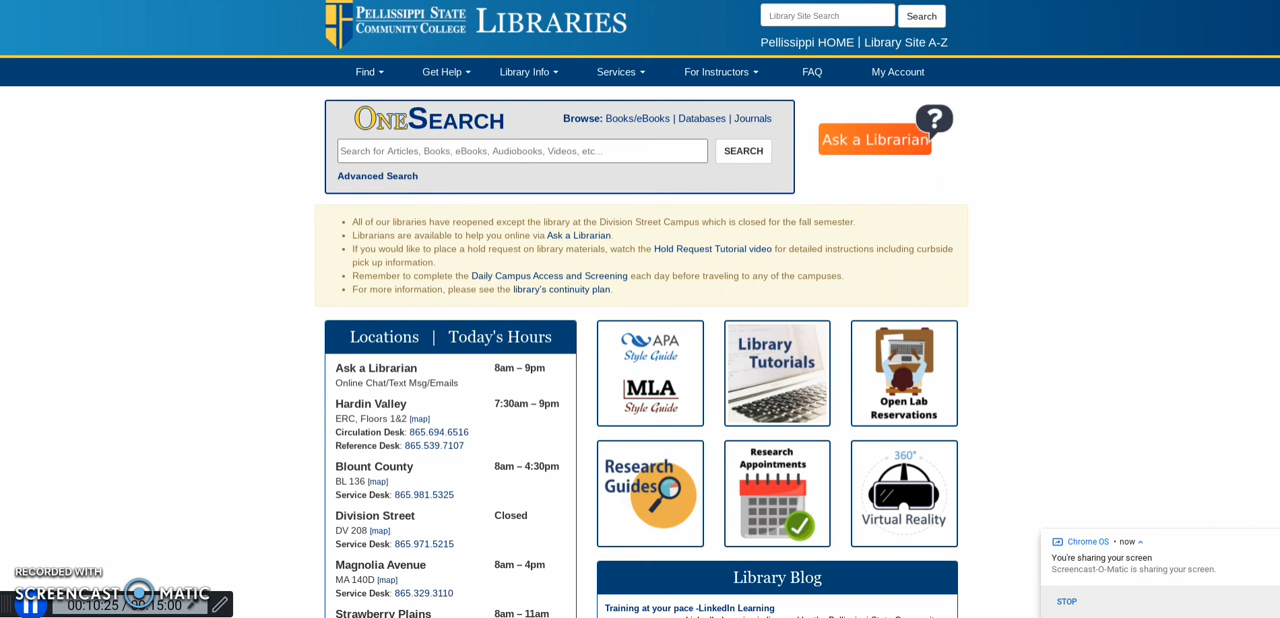 PELLISSIPPI STATE
COMMUNITY COLLEGE
LIBRARIES
Library Site Search
Search
Pellissippi HOME | Library Site A-Z
Find
Get Help
Library Info
Services
For Instructors
FAQ
My Account
ONESEARCH
Browse: Books/eBooks | Databases | Journals
Search for Articles, Books, eBooks, Audiobooks, Videos, etc...
SEARCH
Advanced Search
Ask a Librarian
?
• All of our libraries have reopened except the library at the Division Street Campus which is closed for the fall semester.
• Librarians are available to help you online via Ask a Librarian.
• If you would like to place a hold request on library materials, watch the Hold Request Tutorial video for detailed instructions including curbside
pick up information.
• Remember to complete the Daily Campus Access and Screening each day before traveling to any of the campuses.
• For more information, please see the library's continuity plan.
Locations | Today's Hours
Ask a Librarian 8am – 9pm
Online Chat/Text Msg/Emails
Hardin Valley 7:30am – 9pm
ERC, Floors 1&2 [map]
Circulation Desk: 865.694.6516
Reference Desk: 865.539.7107
Blount County 8am – 4:30pm
BL 136 [map]
Service Desk: 865.981.5325
Division Street Closed
DV 208 [map]
Service Desk: 865.971.5215
Magnolia Avenue 8am – 4pm
MA 140D [map]
Service Desk: 865.329.3110
Strawberry Plains 8am – 11am
APA
Style Guide
MLA
Style Guide
Library
Tutorials
Open Lab
Reservations
Research
Guides
Research
Appointments
360°
Virtual Reality
Library Blog
Training at your pace -LinkedIn Learning
RECORDED WITH
SCREENCAST MATIC
00:10:25 / 00:15:00
Chrome OS • now
You're sharing your screen
Screencast-O-Matic is sharing your screen.
STOP